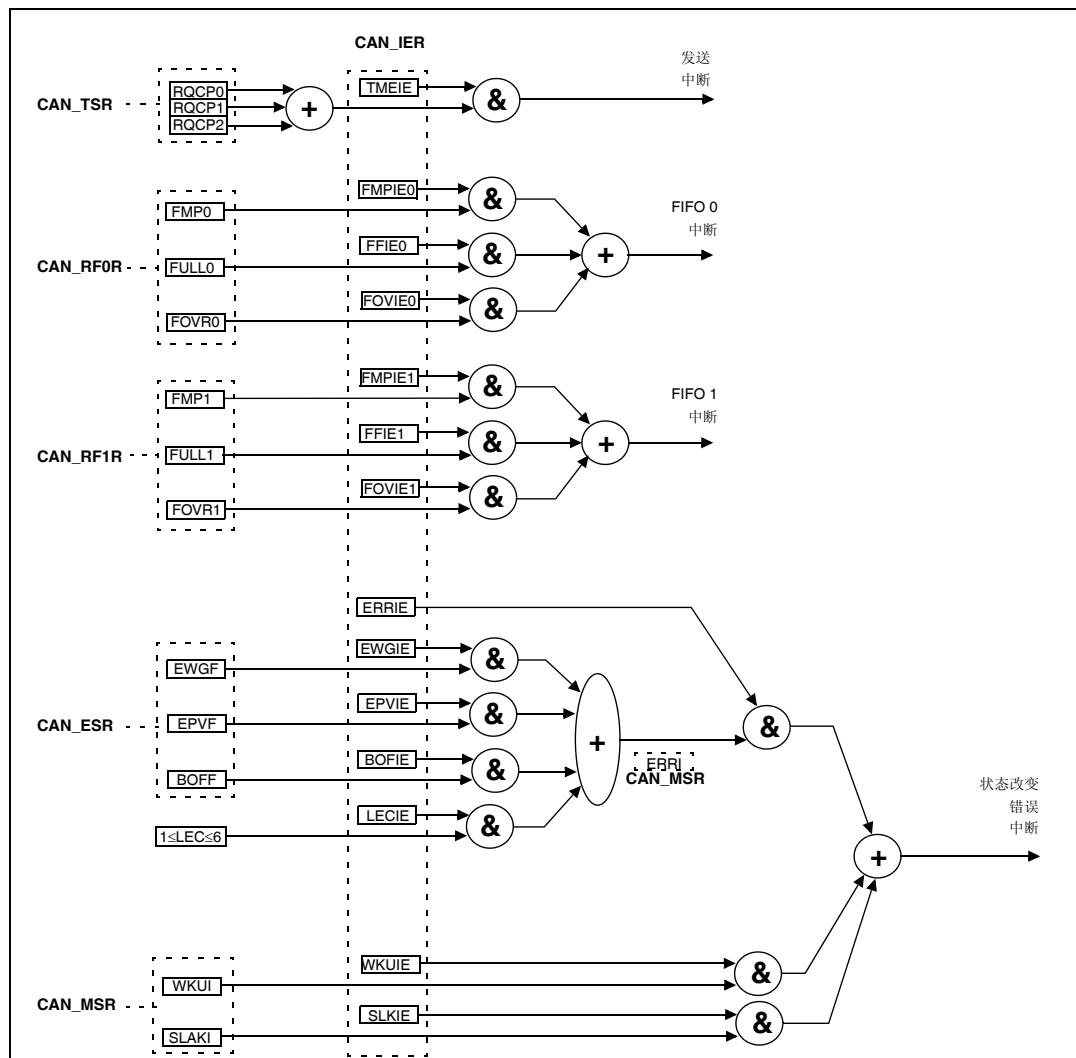 CAN_IER
发送
中断
CAN_TSR
RQCP0
RQCP1
RQCP2
+
TMEIE
&
FMPIE0
&
FMP0
FIFO 0
中断
CAN_RF0R
FULL0
FFIE0
&
+
FOVIE0
&
FOVR0
FMPIE1
&
FMP1
FIFO 1
中断
CAN_RF1R
FULL1
FFIE1
&
+
FOVIE1
&
FOVR1
ERRIE
EWGIE
&
EWGF
CAN_ESR
EPVF
EPVIE
&
+
&
ERRI
CAN_MSR
BOFIE
&
BOFF
LECIE
&
1≤LEC≤6
状态改变
错误
中断
+
CAN_MSR
WKUI
WKUIE
&
SLAKI
SLKIE
&